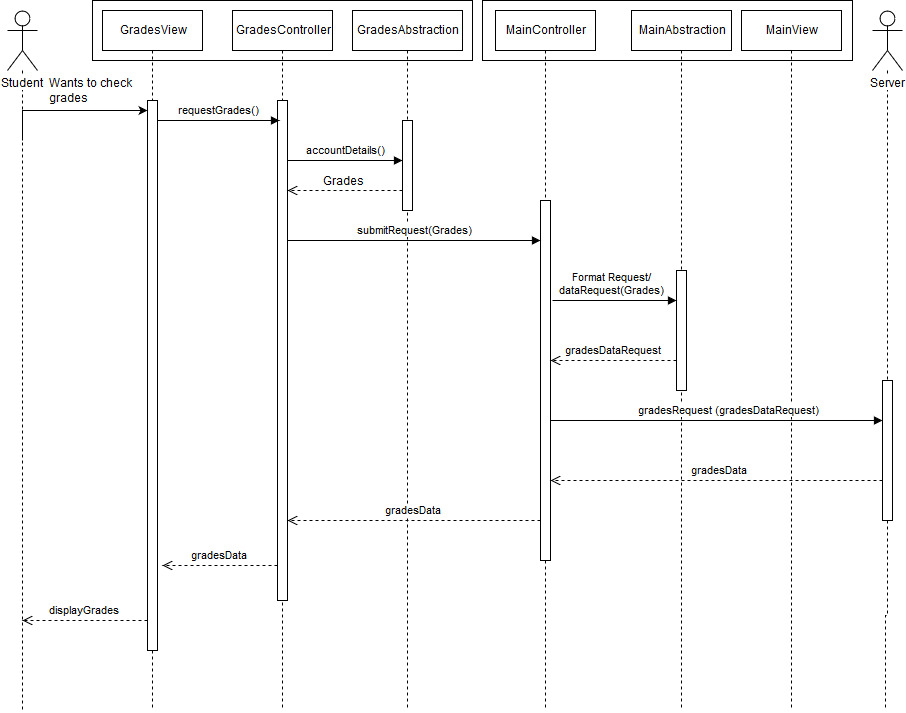 GradesView
GradesController
GradesAbstraction
MainController
MainAbstraction
MainView
Student
Server
Wants to check
grades
requestGrades()
accountDetails()
Grades
submitRequest(Grades)
Format Request/
dataRequest(Grades)
gradesDataRequest
gradesRequest (gradesDataRequest)
gradesData
gradesData
gradesData
displayGrades